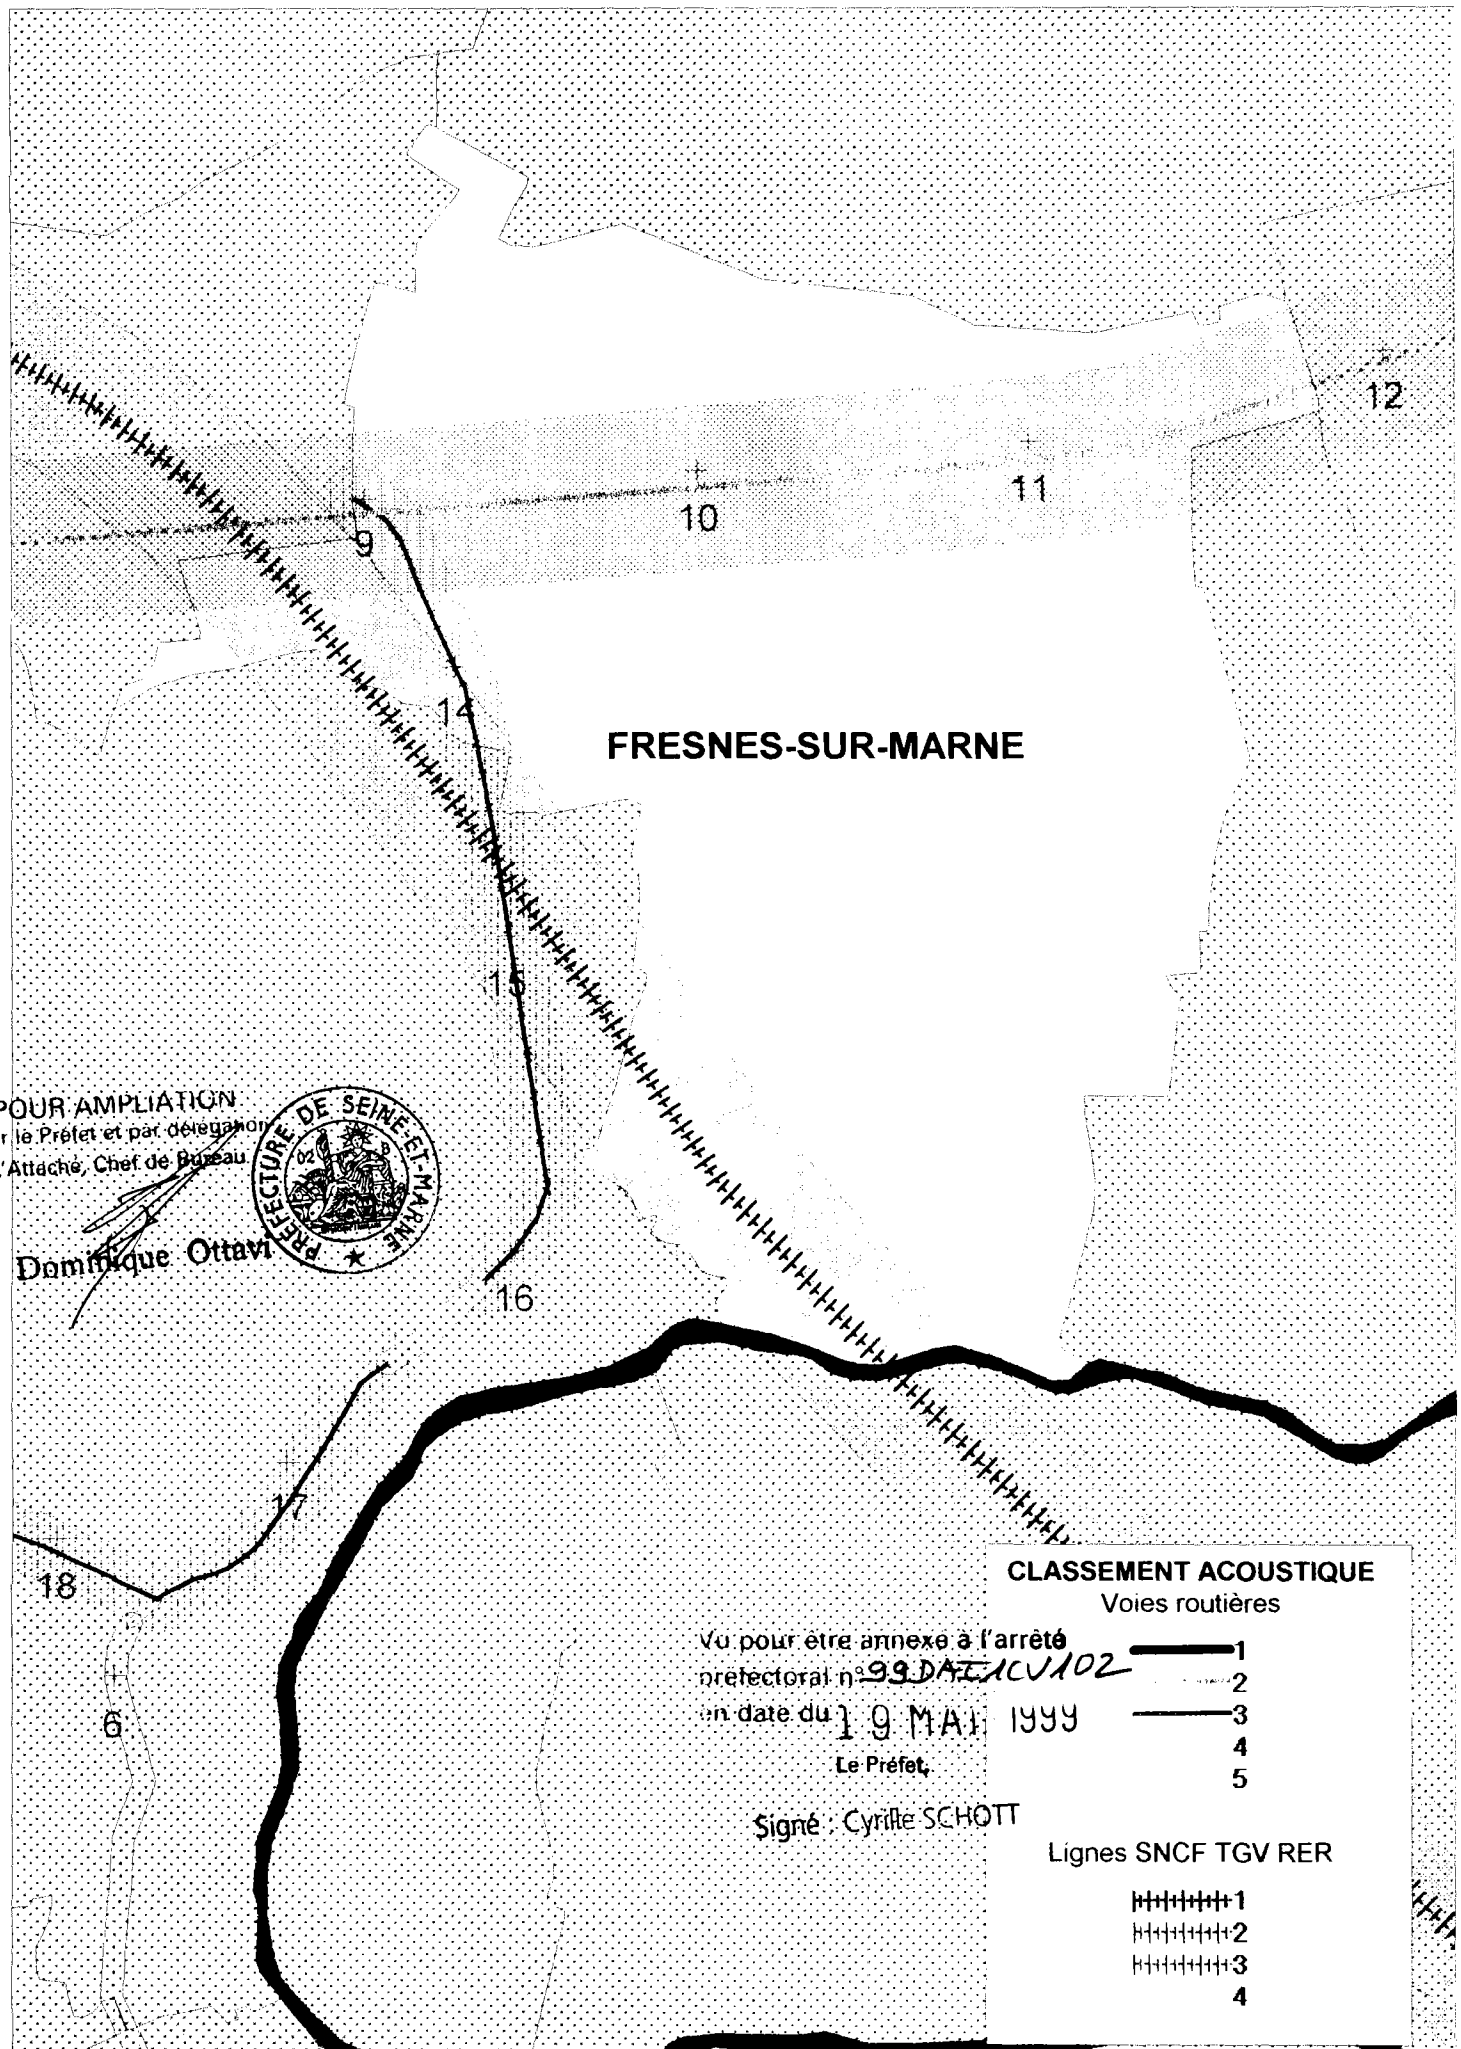 12
11
10
9
14
FRESNES-SUR-MARNE
15
POUR AMPLIATION
r le Préfet et par délégation
'Attaché, Chef de Bureau
Dominique Ottavi
PRÉFECTURE DE SEINE-ET-MARNE ★
02 B
16
17
18
6
Vu pour être annexé à l'arrêté
préfectoral n° 99DAI1CV102
en date du 19 MAI 1999
Le Préfet,
Signé : Cyrille SCHOTT
CLASSEMENT ACOUSTIQUE
Voies routières
1
2
3
4
5
Lignes SNCF TGV RER
1
2
3
4